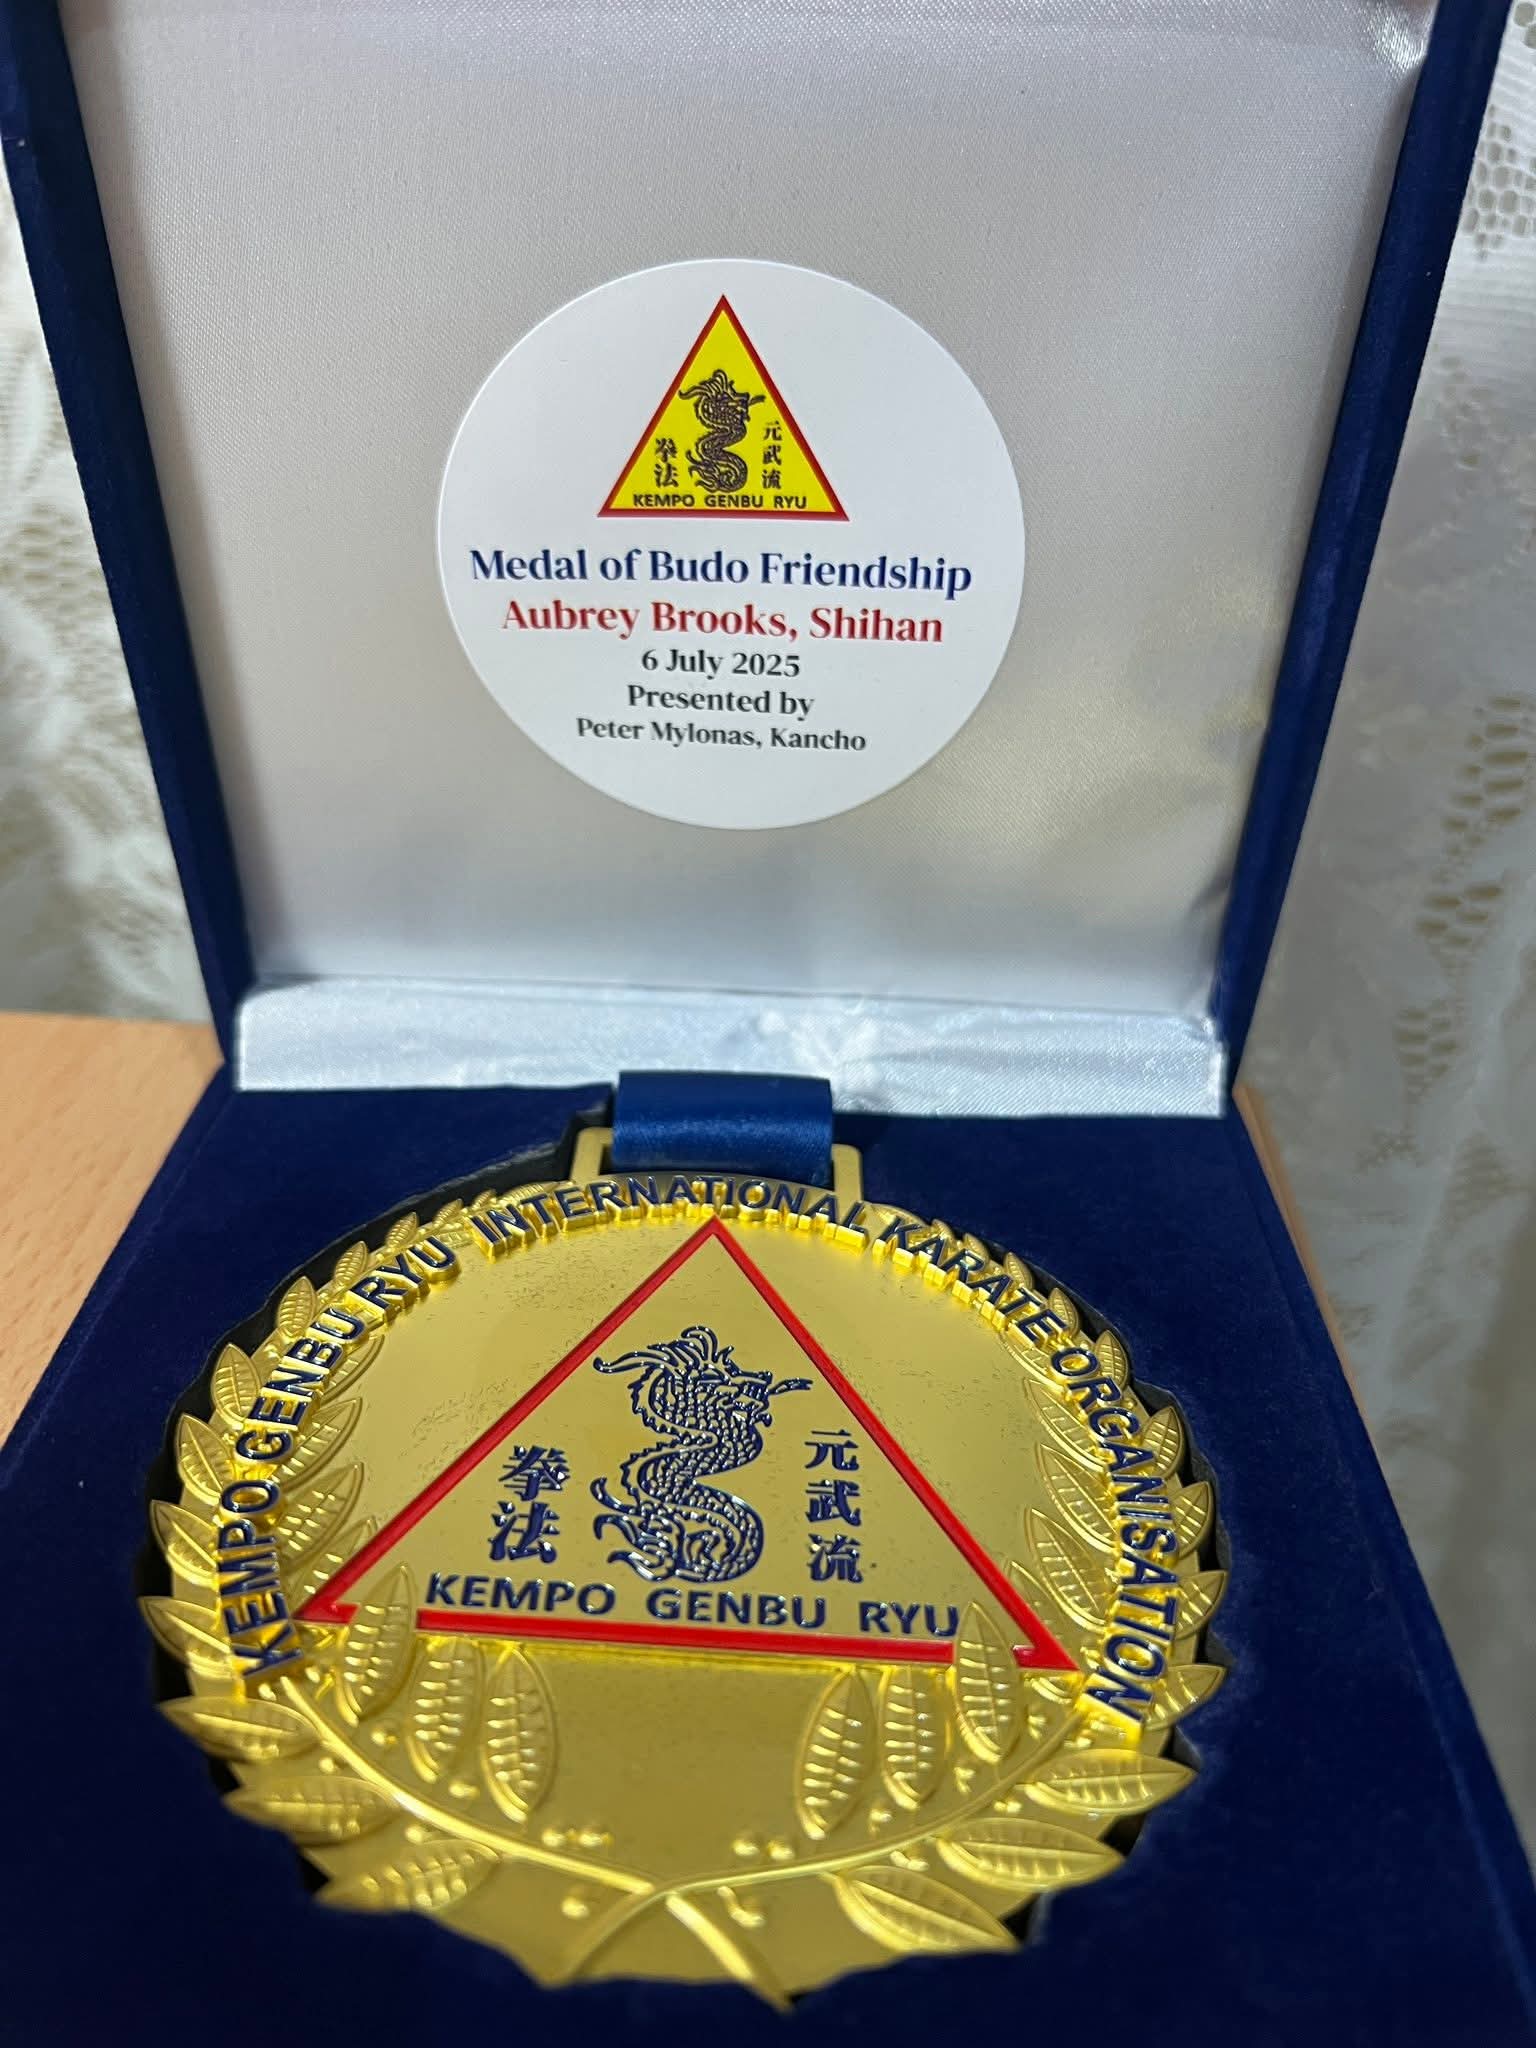 拳法
元武流
KEMPO GENBU RYU
Medal of Budo Friendship
Aubrey Brooks, Shihan
6 July 2025
Presented by
Peter Mylonas, Kancho
KEMPO GENBU RYU INTERNATIONAL KARATE ORGANISATION
拳法
元武流
KEMPO GENBU RYU